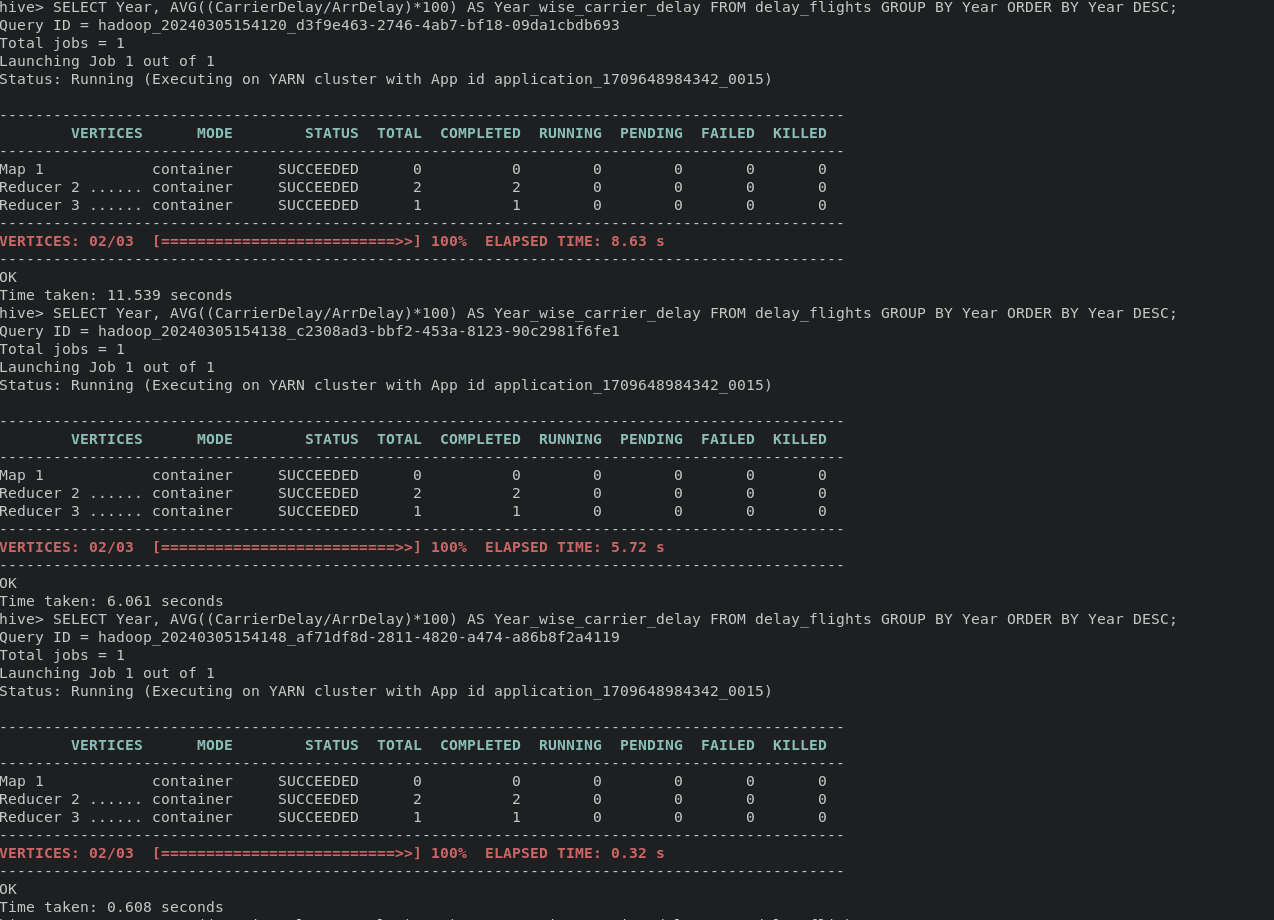 hive> SELECT Year, AVG((CarrierDelay/ArrDelay)*100) AS Year_wise_carrier_delay FROM delay_flights GROUP BY Year ORDER BY Year DESC;
Query ID = hadoop_20240305154120_d3f9e463-2746-4ab7-bf18-09da1cbdb693
Total jobs = 1
Launching Job 1 out of 1
Status: Running (Executing on YARN cluster with App id application_1709648984342_0015)
----------------------------------------------------------------------------------------------
        VERTICES      MODE        STATUS  TOTAL  COMPLETED  RUNNING  PENDING  FAILED  KILLED
----------------------------------------------------------------------------------------------
Map 1            container     SUCCEEDED      0          0        0        0       0       0
Reducer 2 ...... container     SUCCEEDED      2          2        0        0       0       0
Reducer 3 ...... container     SUCCEEDED      1          1        0        0       0       0
----------------------------------------------------------------------------------------------
VERTICES: 02/03  [==========================>>] 100%  ELAPSED TIME: 8.63 s
----------------------------------------------------------------------------------------------
OK
Time taken: 11.539 seconds
hive> SELECT Year, AVG((CarrierDelay/ArrDelay)*100) AS Year_wise_carrier_delay FROM delay_flights GROUP BY Year ORDER BY Year DESC;
Query ID = hadoop_20240305154138_c2308ad3-bbf2-453a-8123-90c2981f6fe1
Total jobs = 1
Launching Job 1 out of 1
Status: Running (Executing on YARN cluster with App id application_1709648984342_0015)
----------------------------------------------------------------------------------------------
        VERTICES      MODE        STATUS  TOTAL  COMPLETED  RUNNING  PENDING  FAILED  KILLED
----------------------------------------------------------------------------------------------
Map 1            container     SUCCEEDED      0          0        0        0       0       0
Reducer 2 ...... container     SUCCEEDED      2          2        0        0       0       0
Reducer 3 ...... container     SUCCEEDED      1          1        0        0       0       0
----------------------------------------------------------------------------------------------
VERTICES: 02/03  [==========================>>] 100%  ELAPSED TIME: 5.72 s
----------------------------------------------------------------------------------------------
OK
Time taken: 6.061 seconds
hive> SELECT Year, AVG((CarrierDelay/ArrDelay)*100) AS Year_wise_carrier_delay FROM delay_flights GROUP BY Year ORDER BY Year DESC;
Query ID = hadoop_20240305154148_af71df8d-2811-4820-a474-a86b8f2a4119
Total jobs = 1
Launching Job 1 out of 1
Status: Running (Executing on YARN cluster with App id application_1709648984342_0015)
----------------------------------------------------------------------------------------------
        VERTICES      MODE        STATUS  TOTAL  COMPLETED  RUNNING  PENDING  FAILED  KILLED
----------------------------------------------------------------------------------------------
Map 1            container     SUCCEEDED      0          0        0        0       0       0
Reducer 2 ...... container     SUCCEEDED      2          2        0        0       0       0
Reducer 3 ...... container     SUCCEEDED      1          1        0        0       0       0
----------------------------------------------------------------------------------------------
VERTICES: 02/03  [==========================>>] 100%  ELAPSED TIME: 0.32 s
----------------------------------------------------------------------------------------------
OK
Time taken: 0.608 seconds